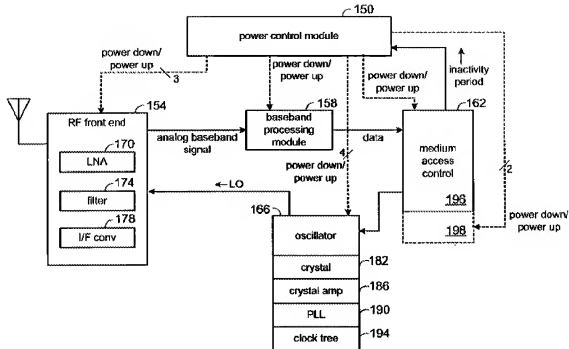 150
power control module
power down/
power up
3
power down/
power up
power down/
power up
inactivity
period
154
158
162
RF front end
170
LNA
174
filter
178
I/F conv
analog baseband
signal
baseband
processing
module
data
medium
access
control
196
198
4
power down/
power up
2
power down/
power up
LO
166
oscillator
crystal
182
crystal amp
186
PLL
190
clock tree
194